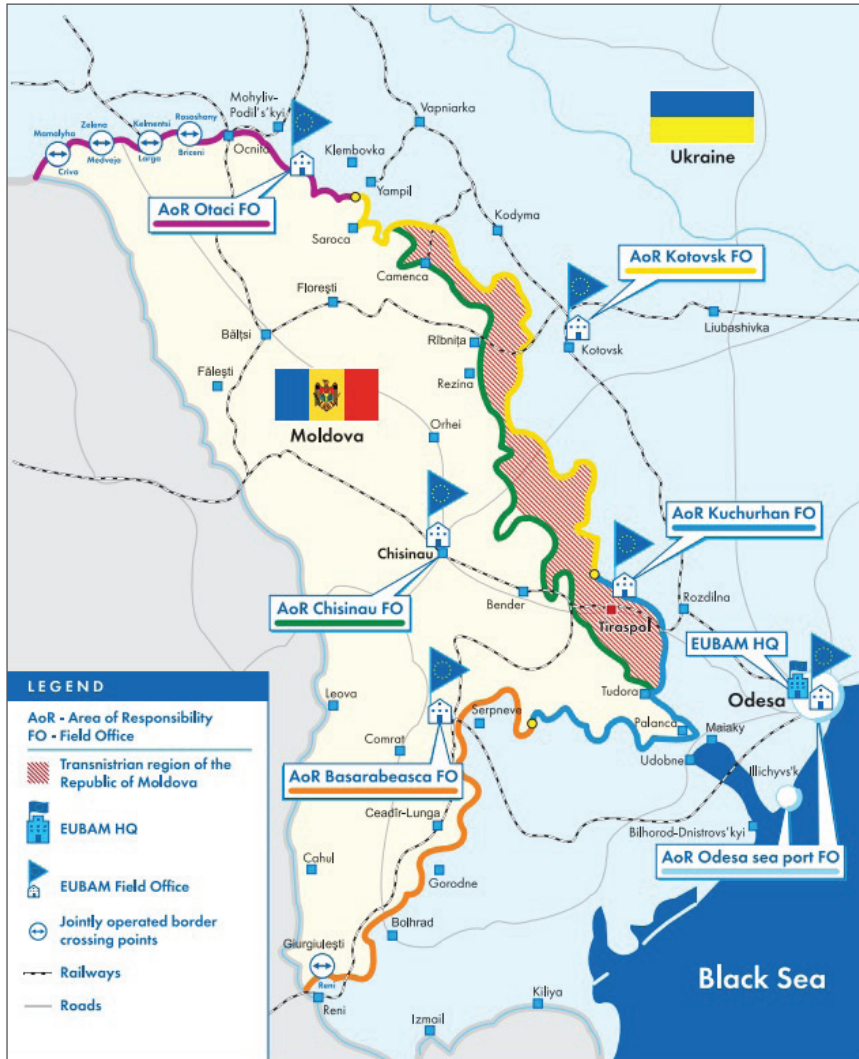 Ukraine
Mohyliv-
Podil's'kyi
Vapniarka
Mamalyha
Criva
Zelena
Medveja
Kelmentsi
Larga
Rososhany
Briceni
Ocnita
Klembovka
Yampil
AoR Otaci FO
Saroca
Kodyma
Camenca
AoR Kotovsk FO
Floreşti
Liubashivka
Bălțsi
Rîbnița
Kotovsk
Făleşti
Rezina
Moldova
Orhei
AoR Kuchurhan FO
Chisinau
AoR Chisinau FO
Bender
Tiraspol
Rozdilna
EUBAM HQ
Odesa
Tudora
Leova
Serpneve
Palanca
Maiaky
Comrat
Udobne
Illichyvs'k
AoR Basarabeasca FO
Ceadîr-Lunga
Bilhorod-Dnistrovs'kyi
AoR Odesa sea port FO
Cahul
Gorodne
Bolhrad
Giurgiuleşti
Reni
Reni
Kiliya
Izmail
Black Sea
LEGEND
AoR - Area of Responsibility
FO - Field Office
Transnistrian region of the
Republic of Moldova
EUBAM HQ
EUBAM Field Office
Jointly operated border
crossing points
Railways
Roads